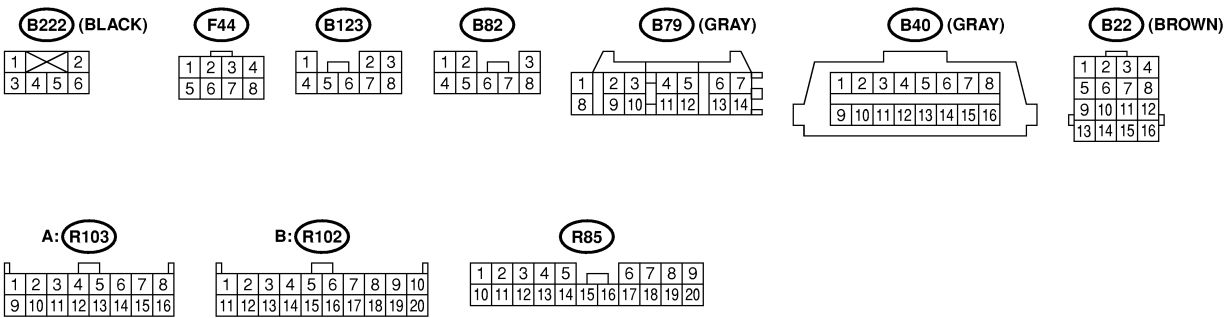 B222 (BLACK) F44 B123 B82 B79 (GRAY) B40 (GRAY) B22 (BROWN)
1 2
3 4 5 6
1 2 3 4
5 6 7 8
1 2 3
4 5 6 7 8
1 2 3
4 5 6 7 8
1 2 3 4 5 6 7
8 9 10 11 12 13 14
1 2 3 4 5 6 7 8
9 10 11 12 13 14 15 16
1 2 3 4
5 6 7 8
9 10 11 12
13 14 15 16
A: R103 B: R102 R85
1 2 3 4 5 6 7 8
9 10 11 12 13 14 15 16
1 2 3 4 5 6 7 8 9 10
11 12 13 14 15 16 17 18 19 20
1 2 3 4 5 6 7 8 9
10 11 12 13 14 15 16 17 18 19 20